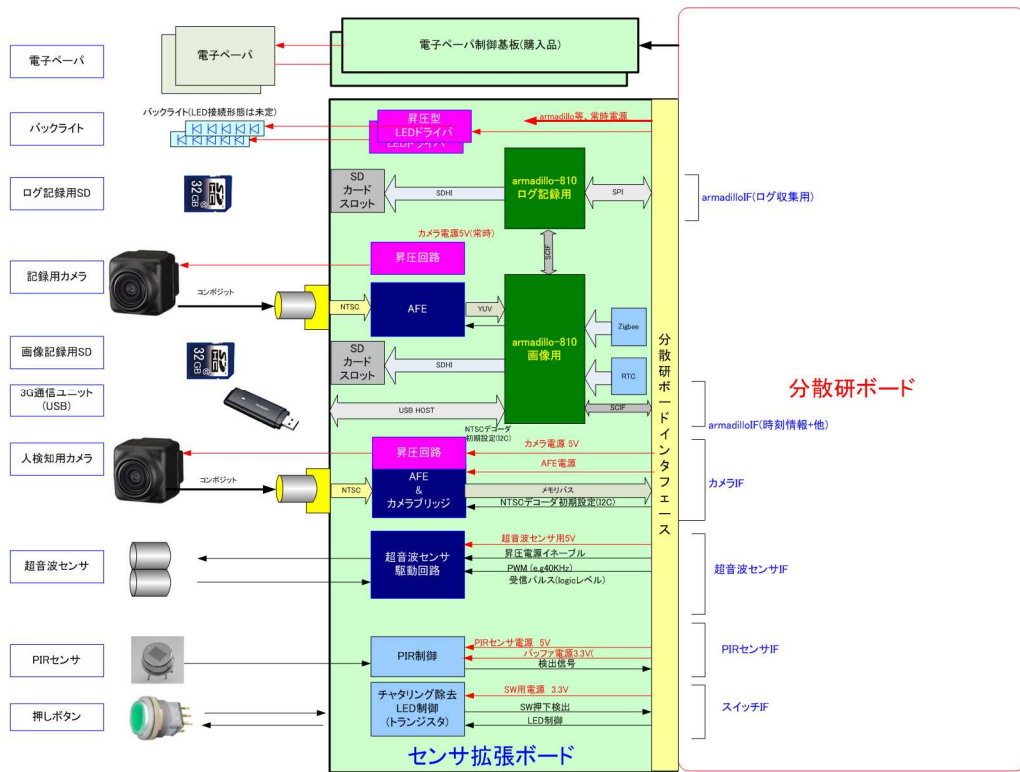 電子ペーパ
電子ペーパ
電子ペーパ制御基板(購入品)
バックライト
バックライト(LED接続形態は未定)
昇圧型
LEDドライバ
LEDドライバ
armadillo等、常時電源
ログ記録用SD
32GB
SD
カード
スロット
SDHI
armadillo-810
ログ記録用
SPI
armadilloIF(ログ収集用)
カメラ電源5V(常時)
昇圧回路
SCIF
記録用カメラ
コンポジット
NTSC
AFE
YUV
armadillo-810
画像用
Zigbee
RTC
画像記録用SD
32GB
SD
カード
スロット
SDHI
分散研ボードインタフェース
分散研ボード
3G通信ユニット
(USB)
USB HOST
SCIF
armadilloIF(時刻情報+他)
NTSCデコーダ
初期設定(I2C)
人検知用カメラ
コンポジット
NTSC
昇圧回路
AFE
&
カメラブリッジ
カメラ電源 5V
AFE電源
メモリバス
NTSCデコーダ初期設定(I2C)
カメラIF
超音波センサ
超音波センサ
駆動回路
超音波センサ用5V
昇圧電源イネーブル
PWM (e.g40KHz)
受信パルス(logicレベル)
超音波センサIF
PIRセンサ
PIR制御
PIRセンサ電源 5V
バッファ電源3.3V(
検出信号
PIRセンサIF
押しボタン
チャタリング除去
LED制御
(トランジスタ)
SW用電源 3.3V
SW押下検出
LED制御
スイッチIF
センサ拡張ボード